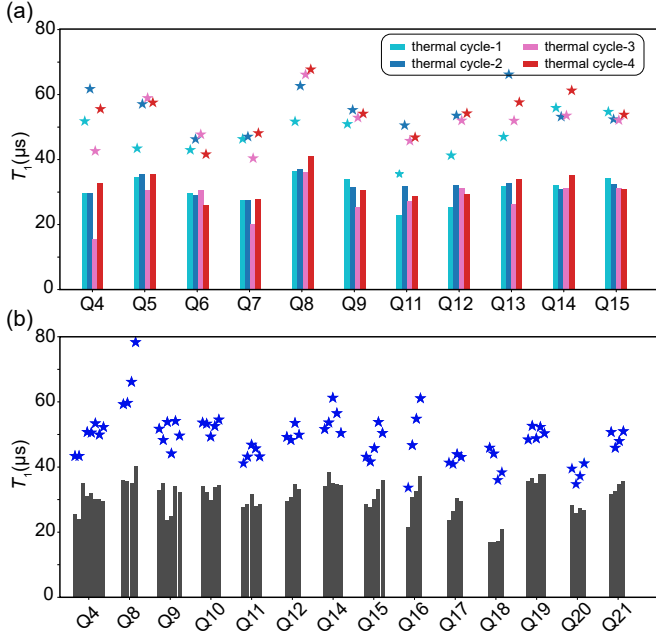 (a)
80
60
40
20
0
T1(μs)
thermal cycle-1
thermal cycle-2
thermal cycle-3
thermal cycle-4
Q4 Q5 Q6 Q7 Q8 Q9 Q11 Q12 Q13 Q14 Q15
(b)
80
60
40
20
0
T1(μs)
Q4 Q8 Q9 Q10 Q11 Q12 Q14 Q15 Q16 Q17 Q18 Q19 Q20 Q21